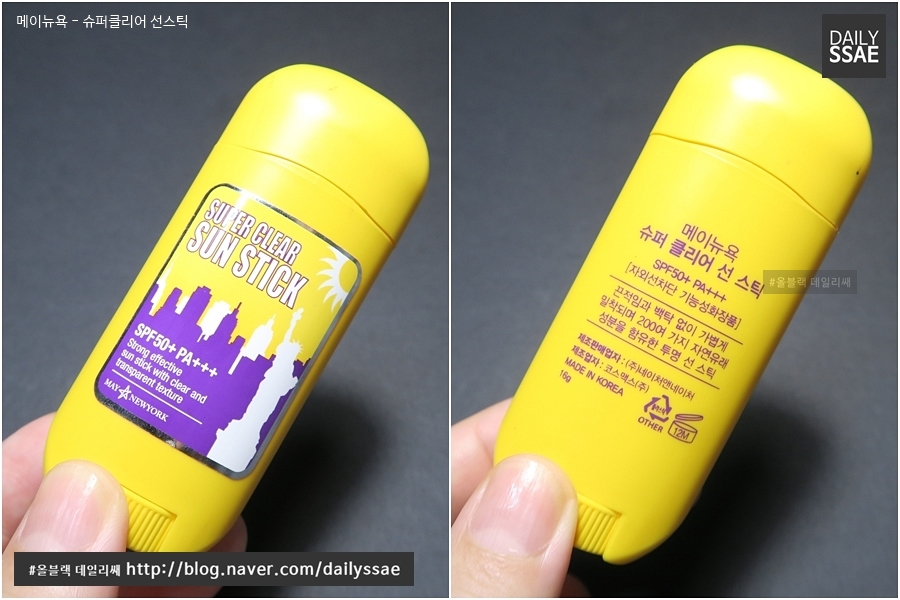 메이뉴욕 - 슈퍼클리어 선스틱
SUPER CLEAR
SUN STICK
SPF50+ PA+++
Strong effective
sun stick with clear and
transparent texture
MAY NEWYORK
#올블랙 데일리쎄 http://blog.naver.com/dailyssae
DAILY
SSAE
메이뉴욕
슈퍼 클리어 선 스틱
SPF50+ PA+++
[자외선차단 기능성화장품]
끈적임과 백탁 없이 가볍게
밀착되며 200여 가지 자연유래
성분을 함유한 투명 선 스틱
제조판매업자 : (주)네이처앤네이처
제조업자 : 코스맥스(주)
MADE IN KOREA
16g
OTHER
12M
#올블랙 데일리쎄